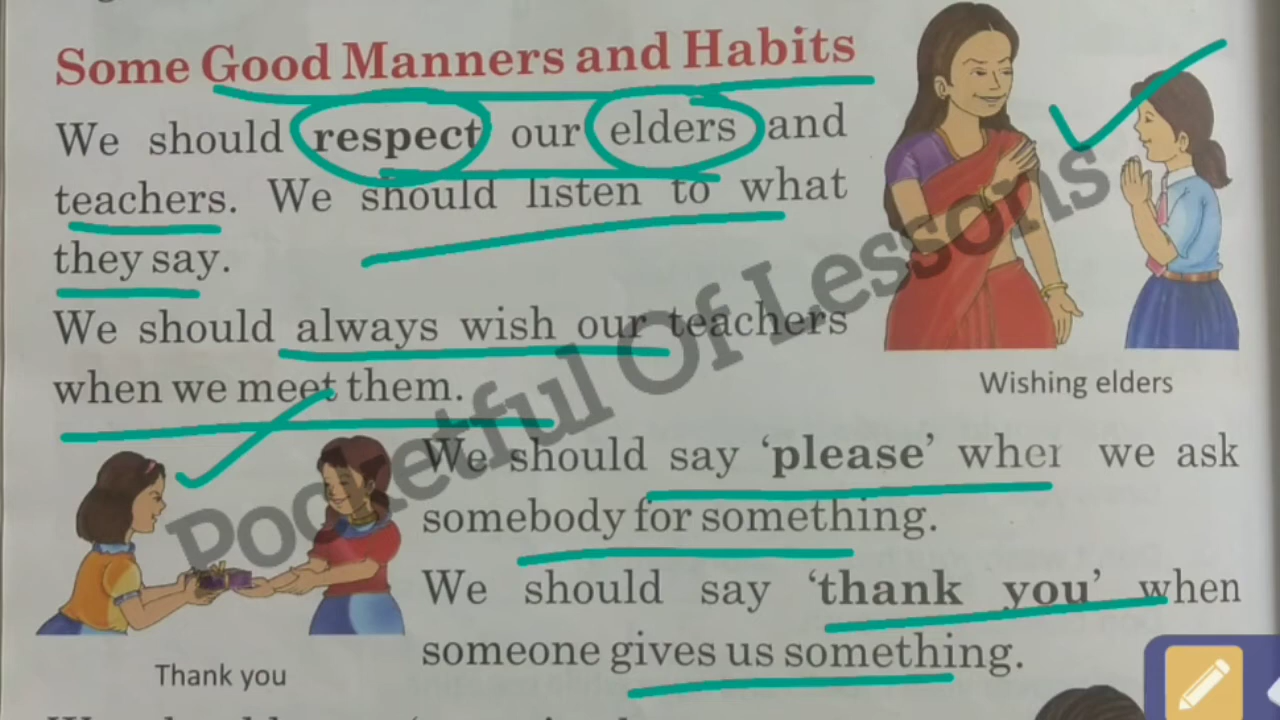 Some Good Manners and Habits
We should respect our elders and
teachers. We should listen to what
they say.
We should always wish our teachers
when we meet them.
Wishing elders
We should say ‘please’ when we ask
somebody for something.
We should say ‘thank you’ when
someone gives us something.
Thank you
Pocketful Of Lessons